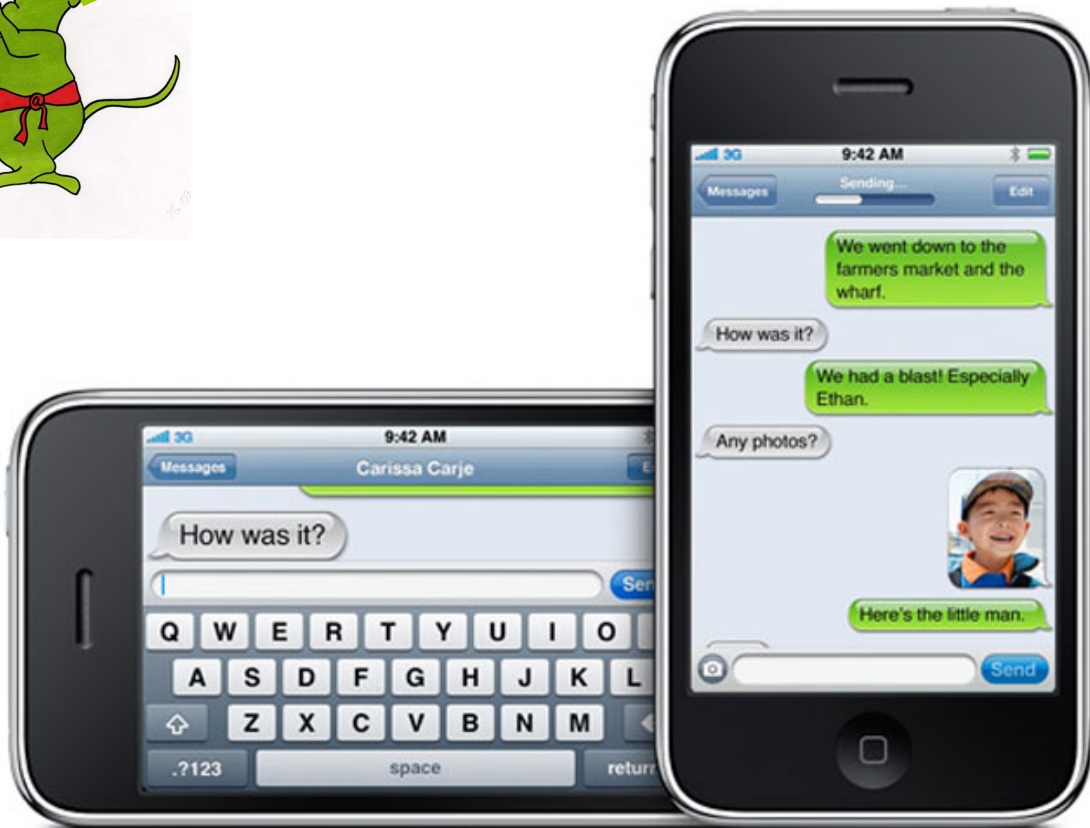 3G
9:42 AM
Messages
Sending...
Edit
We went down to the
farmers market and the
wharf.
How was it?
We had a blast! Especially
Ethan.
Any photos?
Here's the little man.
Send
3G
9:42 AM
Messages
Carissa Carje
How was it?
Q W E R T Y U I O
A S D F G H J K L
Z X C V B N M
.?123
space
@